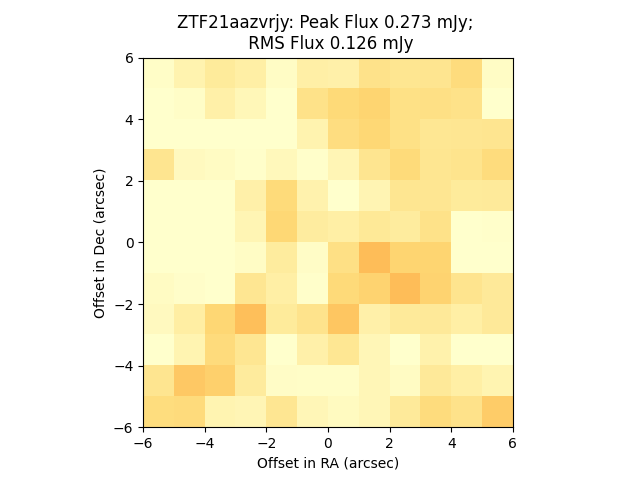 ZTF21aazvrjy: Peak Flux 0.273 mJy;
RMS Flux 0.126 mJy
6
4
2
0
−2
−4
−6
Offset in Dec (arcsec)
−6 −4 −2 0 2 4 6
Offset in RA (arcsec)